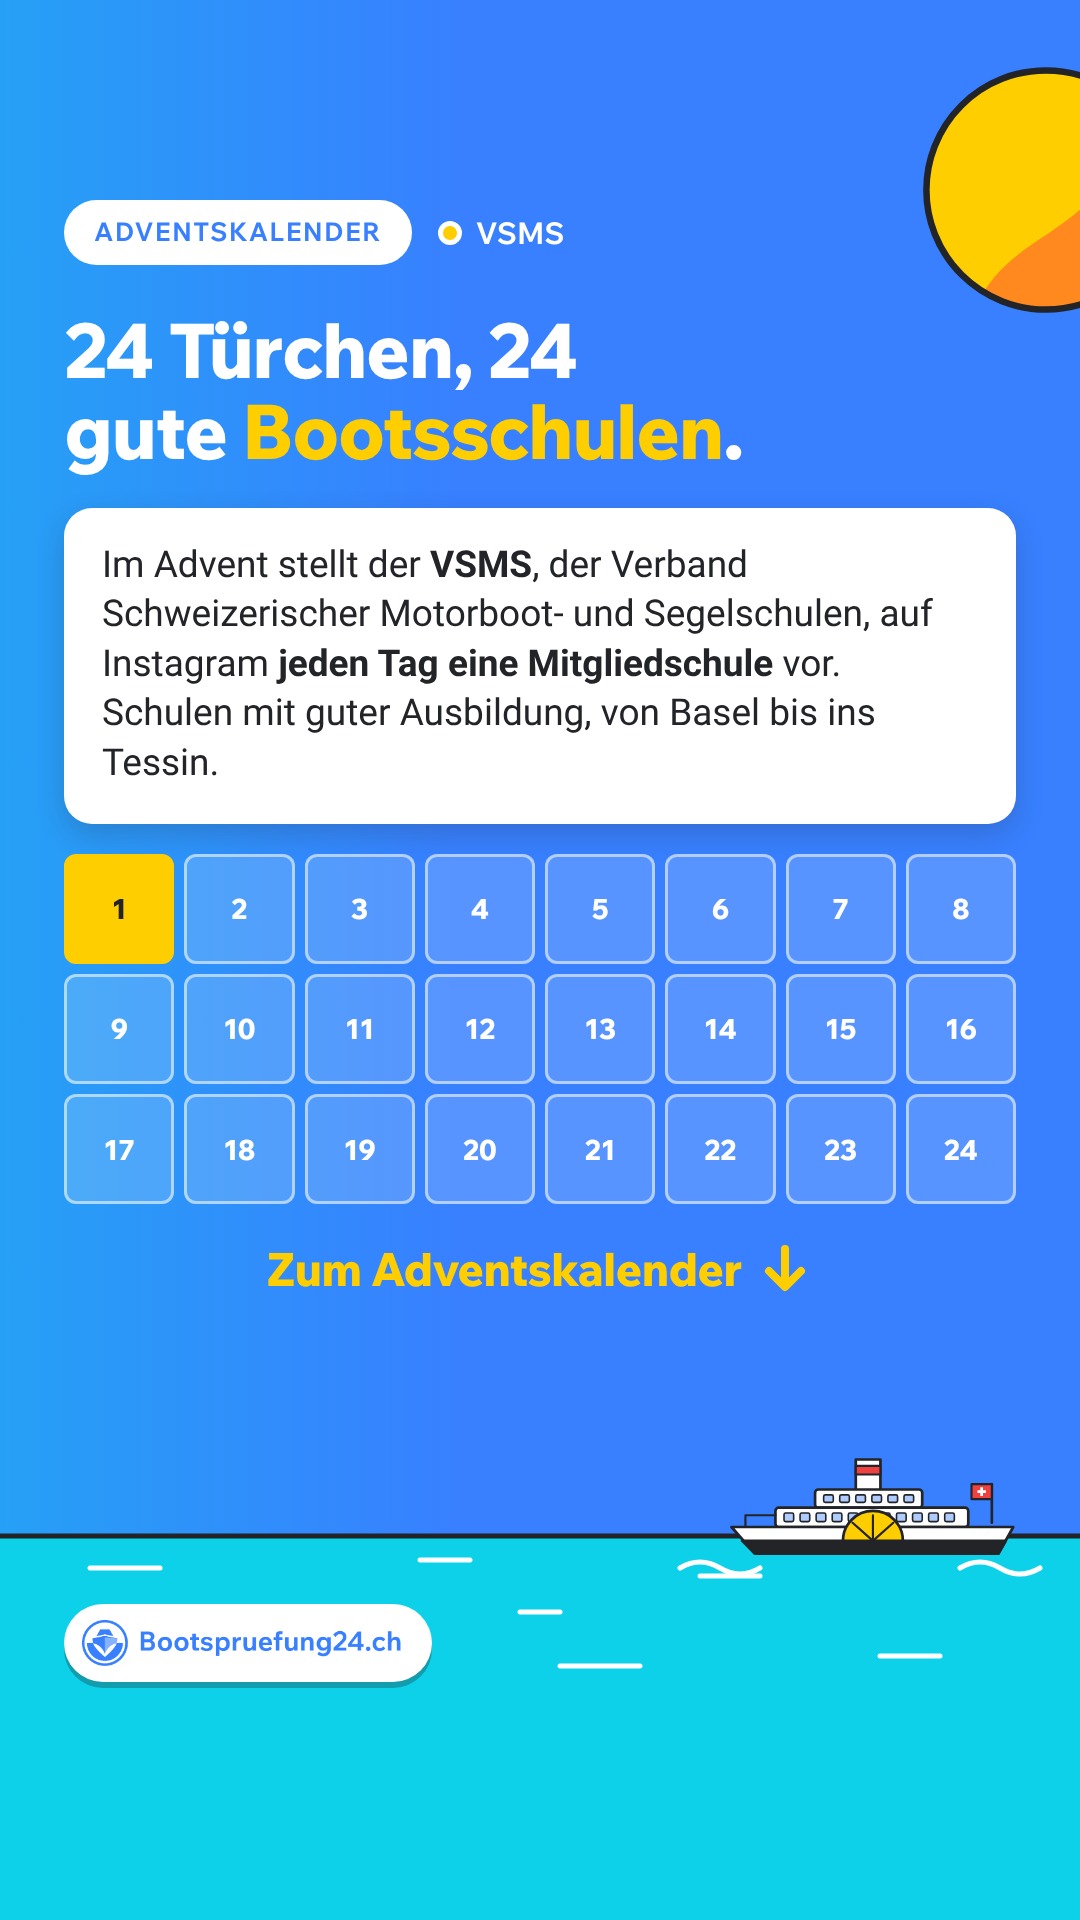 ADVENTSKALENDER
VSMS
24 Türchen, 24
gute Bootsschulen.
Im Advent stellt der VSMS, der Verband
Schweizerischer Motorboot- und Segelschulen, auf
Instagram jeden Tag eine Mitgliedschule vor.
Schulen mit guter Ausbildung, von Basel bis ins
Tessin.
1 2 3 4 5 6 7 8
9 10 11 12 13 14 15 16
17 18 19 20 21 22 23 24
Zum Adventskalender ↓
Bootspruefung24.ch